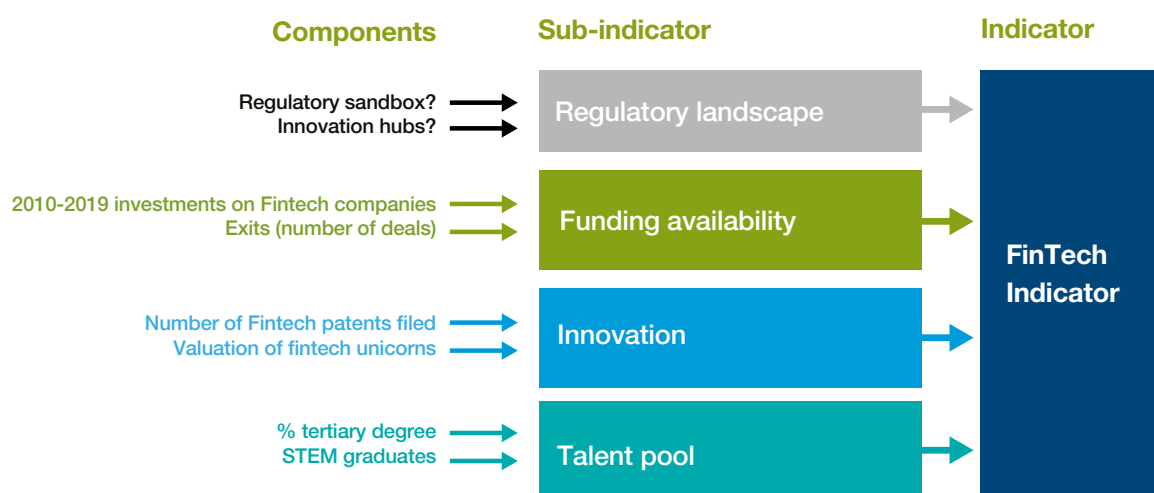 Components
Sub-indicator
Indicator
Regulatory sandbox?
Innovation hubs?
Regulatory landscape
2010-2019 investments on Fintech companies
Exits (number of deals)
Funding availability
Number of Fintech patents filed
Valuation of fintech unicorns
Innovation
% tertiary degree
STEM graduates
Talent pool
FinTech
Indicator